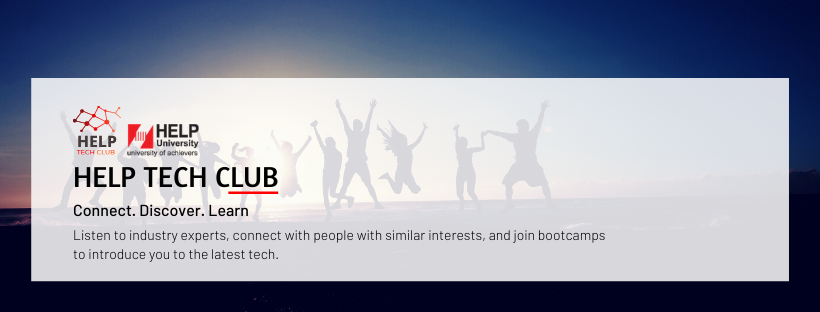 HELP
TECH CLUB
HELP
University
university of achievers
HELP TECH CLUB
Connect. Discover. Learn
Listen to industry experts, connect with people with similar interests, and join bootcamps
to introduce you to the latest tech.